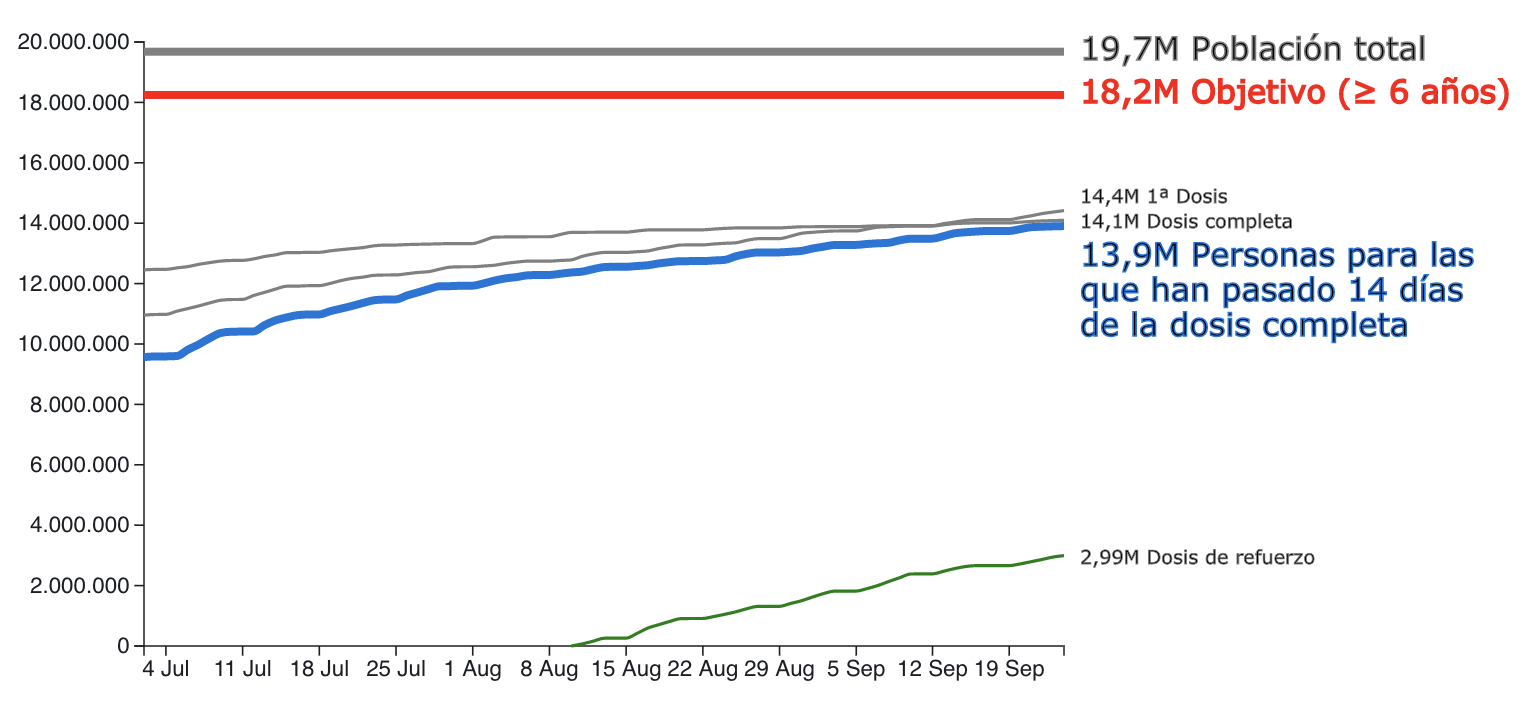 20.000.000
18.000.000
16.000.000
14.000.000
12.000.000
10.000.000
8.000.000
6.000.000
4.000.000
2.000.000
0
4 Jul 11 Jul 18 Jul 25 Jul 1 Aug 8 Aug 15 Aug 22 Aug 29 Aug 5 Sep 12 Sep 19 Sep
19,7M Población total
18,2M Objetivo (≥ 6 años)
14,4M 1ª Dosis
14,1M Dosis completa
13,9M Personas para las
que han pasado 14 días
de la dosis completa
2,99M Dosis de refuerzo